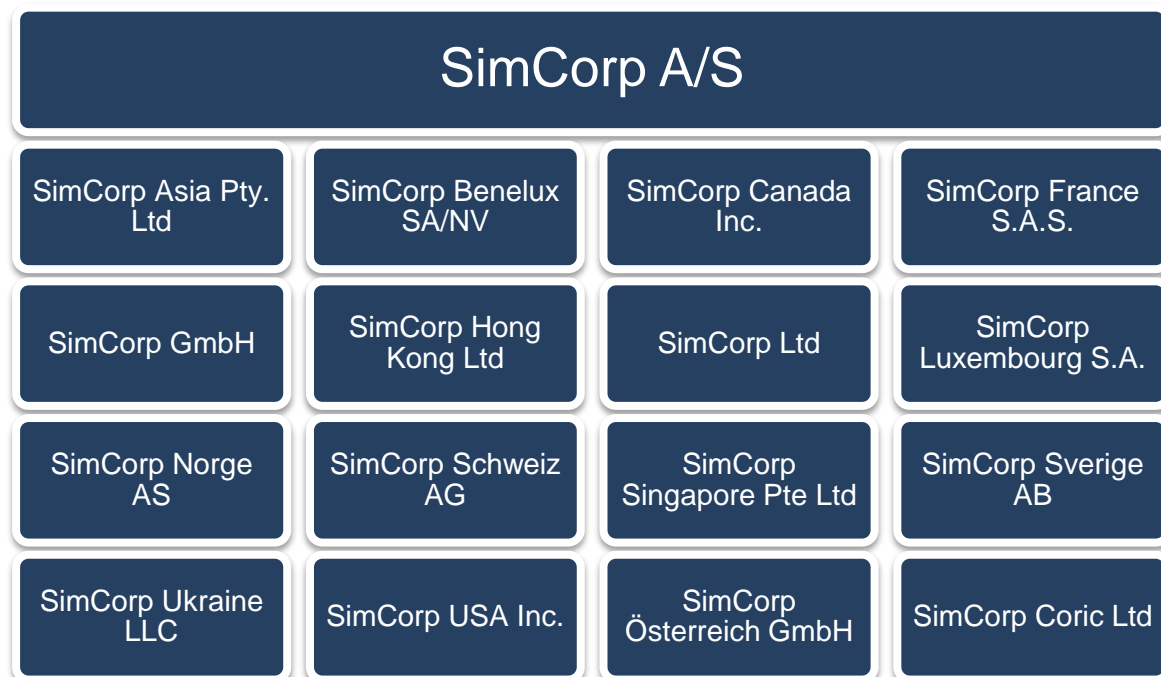 SimCorp A/S
SimCorp Asia Pty.
Ltd
SimCorp Benelux
SA/NV
SimCorp Canada
Inc.
SimCorp France
S.A.S.
SimCorp GmbH
SimCorp Hong
Kong Ltd
SimCorp Ltd
SimCorp
Luxembourg S.A.
SimCorp Norge
AS
SimCorp Schweiz
AG
SimCorp
Singapore Pte Ltd
SimCorp Sverige
AB
SimCorp Ukraine
LLC
SimCorp USA Inc.
SimCorp
Österreich GmbH
SimCorp Coric Ltd